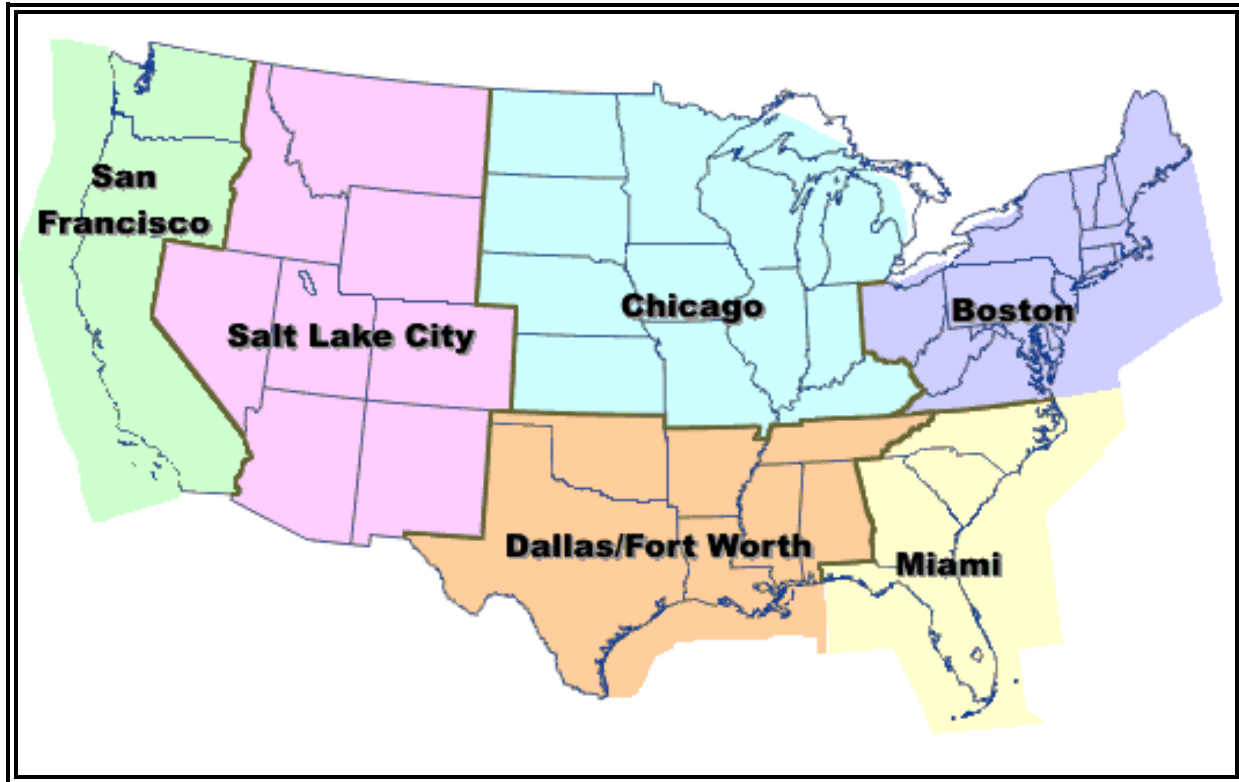 San
Francisco
Salt Lake City
Chicago
Boston
Dallas/Fort Worth
Miami